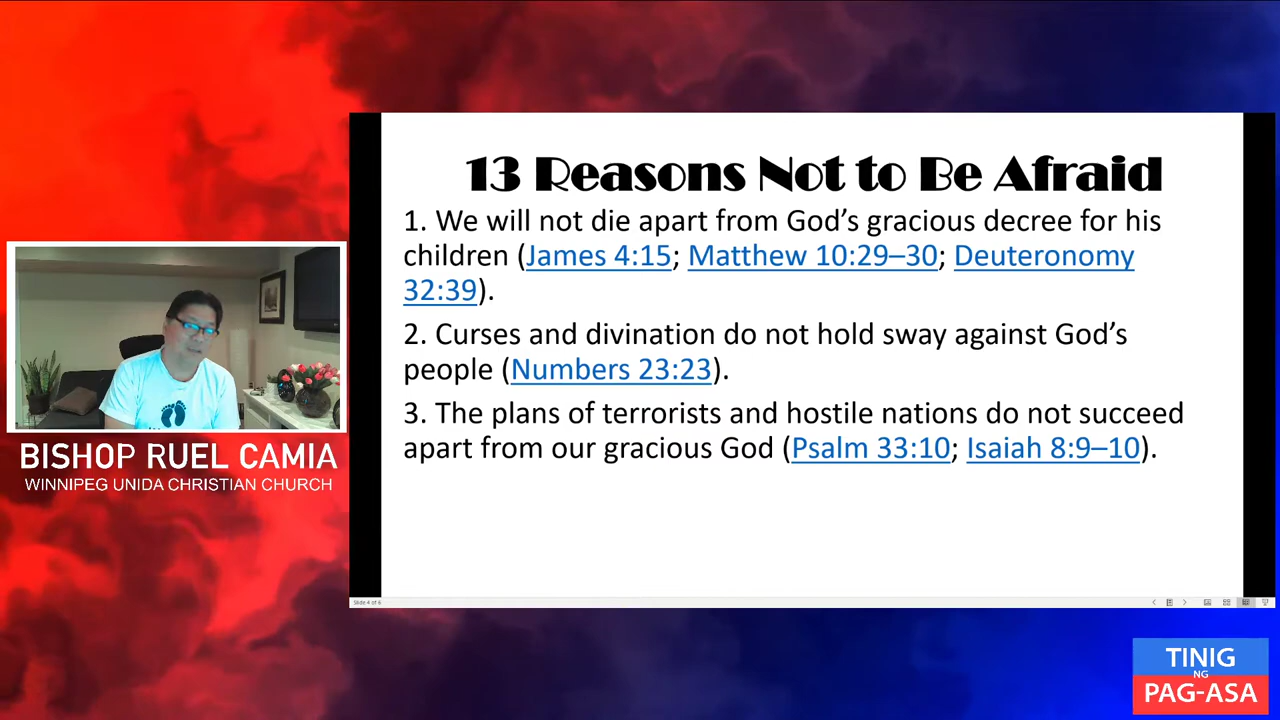 13 Reasons Not to Be Afraid
1. We will not die apart from God’s gracious decree for his
children (James 4:15; Matthew 10:29–30; Deuteronomy
32:39).
2. Curses and divination do not hold sway against God’s
people (Numbers 23:23).
3. The plans of terrorists and hostile nations do not succeed
apart from our gracious God (Psalm 33:10; Isaiah 8:9–10).
Slide 4 of 6
BISHOP RUEL CAMIA
WINNIPEG UNIDA CHRISTIAN CHURCH
TINIG
NG
PAG-ASA